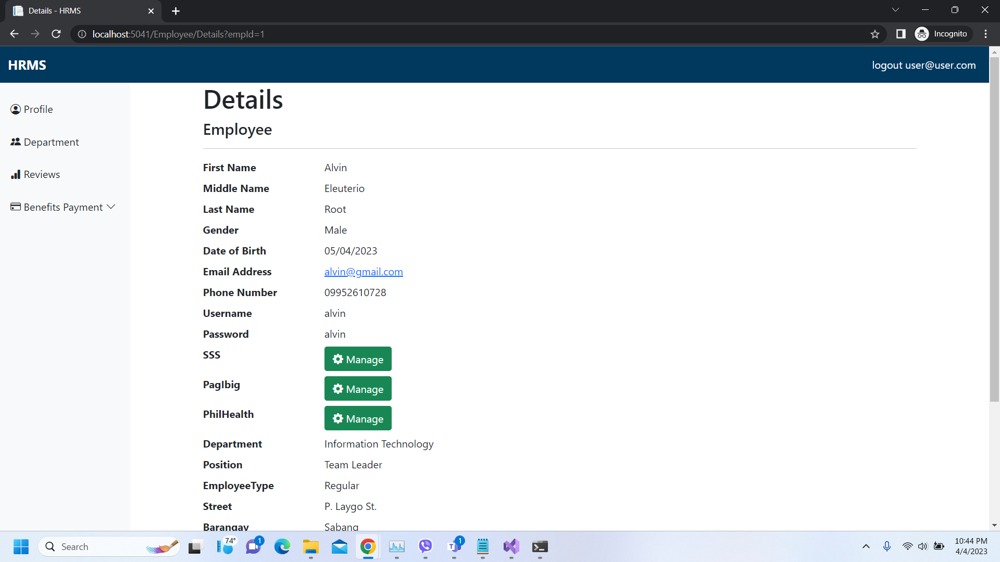 Details - HRMS
localhost:5041/Employee/Details?empId=1
Incognito
HRMS
logout user@user.com
Profile
Department
Reviews
Benefits Payment
Details
Employee
First Name Alvin
Middle Name Eleuterio
Last Name Root
Gender Male
Date of Birth 05/04/2023
Email Address alvin@gmail.com
Phone Number 09952610728
Username alvin
Password alvin
SSS Manage
PagIbig Manage
PhilHealth Manage
Department Information Technology
Position Team Leader
EmployeeType Regular
Street P. Laygo St.
Barangay Sabang
Search
74°
1
1
10:44 PM
4/4/2023